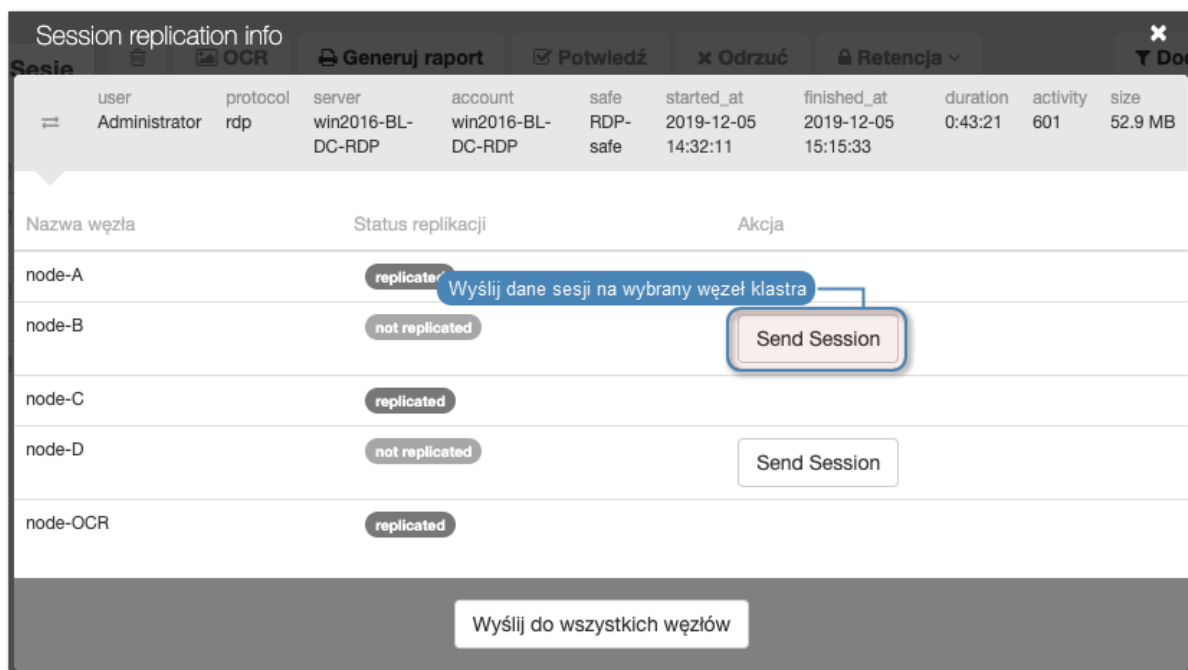 Session replication info
Sesje OCR Generuj raport Potwiedź Odrzuć Retencja
user protocol server account safe started_at finished_at duration activity size
Administrator rdp win2016-BL- win2016-BL- RDP- 2019-12-05 2019-12-05 0:43:21 601 52.9 MB
DC-RDP DC-RDP safe 14:32:11 15:15:33
Nazwa węzła Status replikacji Akcja
node-A replicated
Wyślij dane sesji na wybrany węzeł klastra
node-B not replicated Send Session
node-C replicated
node-D not replicated Send Session
node-OCR replicated
Wyślij do wszystkich węzłów